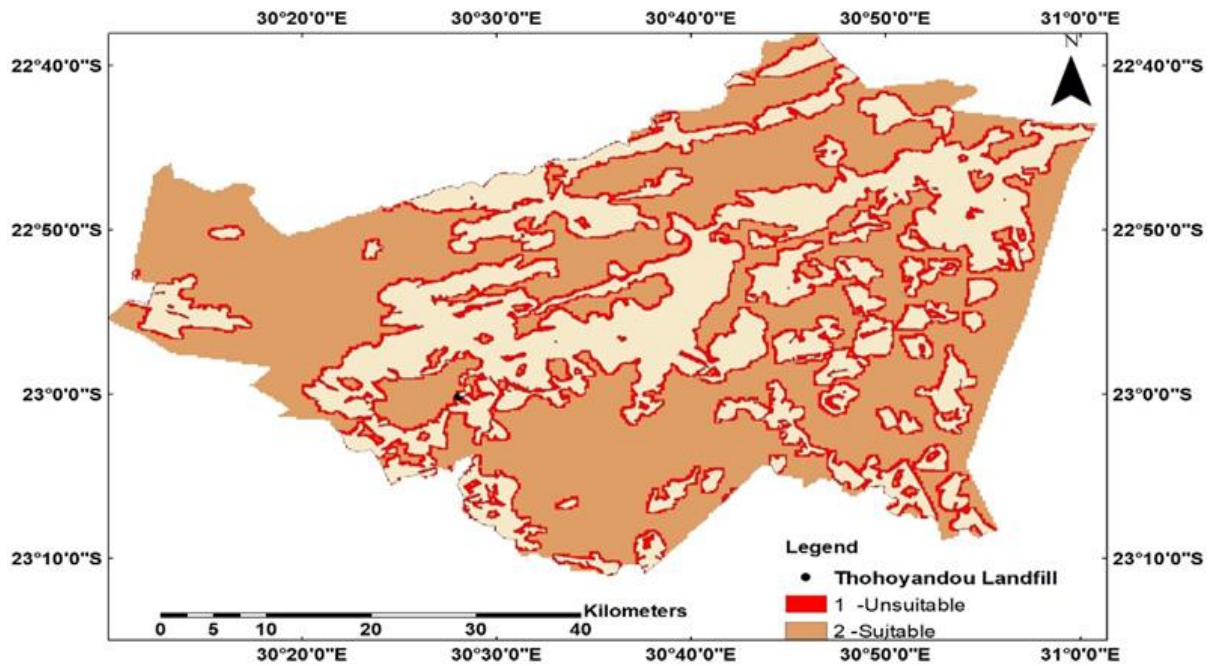 30°20'0"E 30°30'0"E 30°40'0"E 30°50'0"E 31°0'0"E
N
22°40'0"S 22°40'0"S
22°50'0"S 22°50'0"S
23°0'0"S 23°0'0"S
23°10'0"S 23°10'0"S
Legend
Thohoyandou Landfill
1 -Unsuitable
2 -Sujtable
Kilometers
0 5 10 20 30 40
30°20'0"E 30°30'0"E 30°40'0"E 30°50'0"E 31°0'0"E